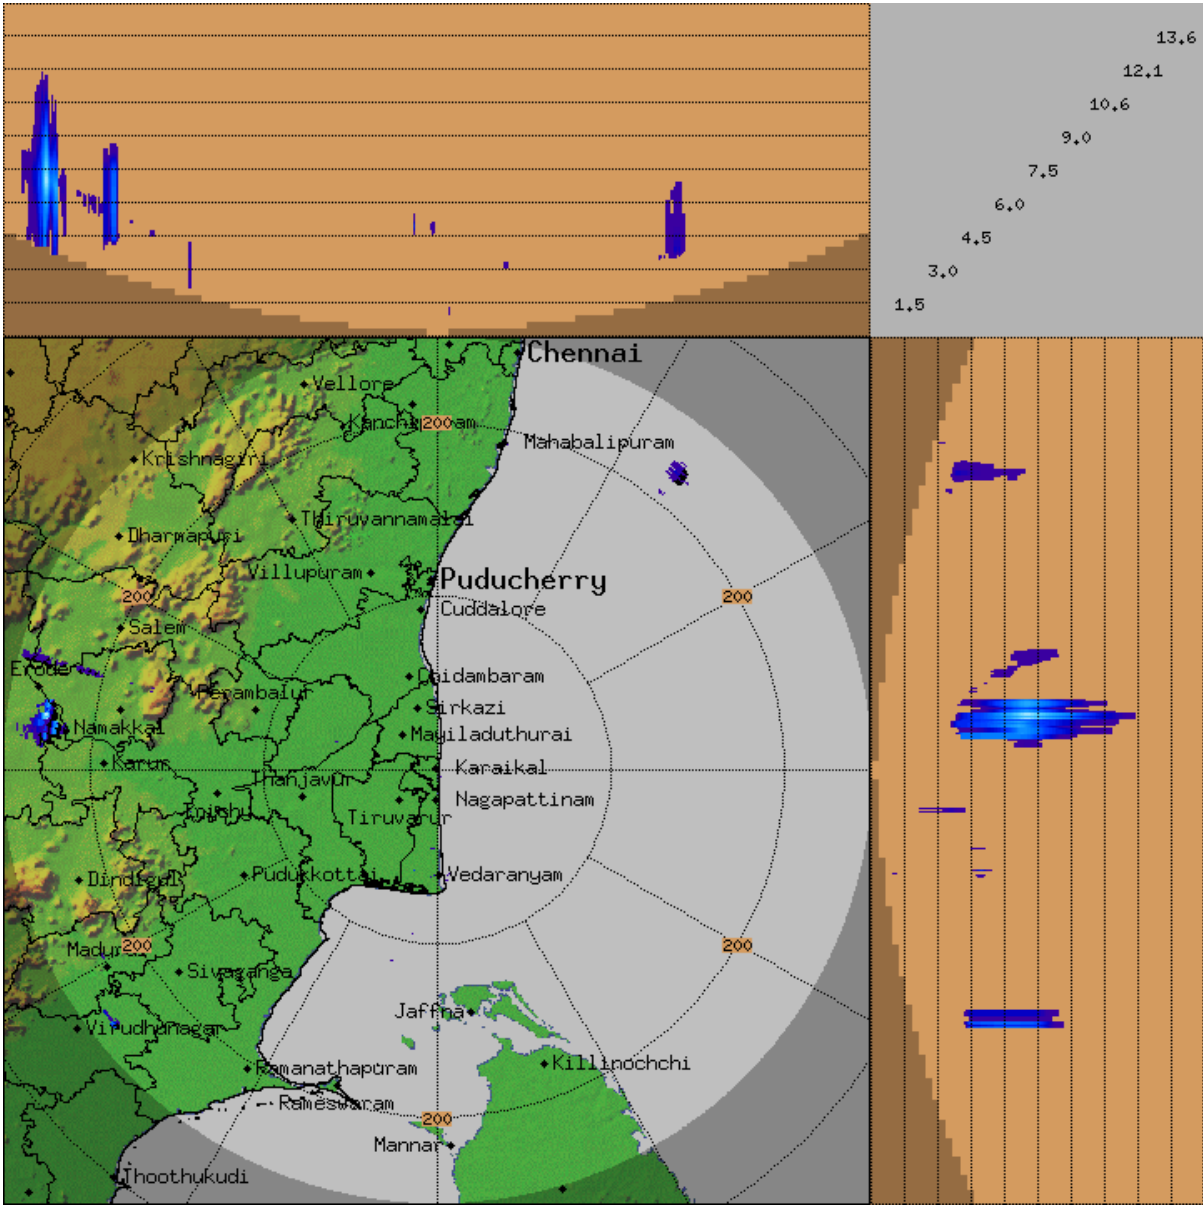 13.6
12.1
10.6
9.0
7.5
6.0
4.5
3.0
1.5
Chennai
Vellore
200
Mahabalipuram
Krishnagiri
Thiruvannamalai
Dharmapuri
Villupuram
Puducherry
200
200
Cuddalore
Salem
Erode
Chidambaram
Perambalur
Sirkazi
Namakkal
Mayiladuthurai
Karur
Karaikal
Thanjavur
Nagapattinam
Tiruvarur
Dindigul
Pudukkottai
Vedaranyam
200
200
Sivaganga
Jaffna
Virudhunagar
Killinochchi
Ramanathapuram
Rameswaram
200
Mannar
Thoothukudi